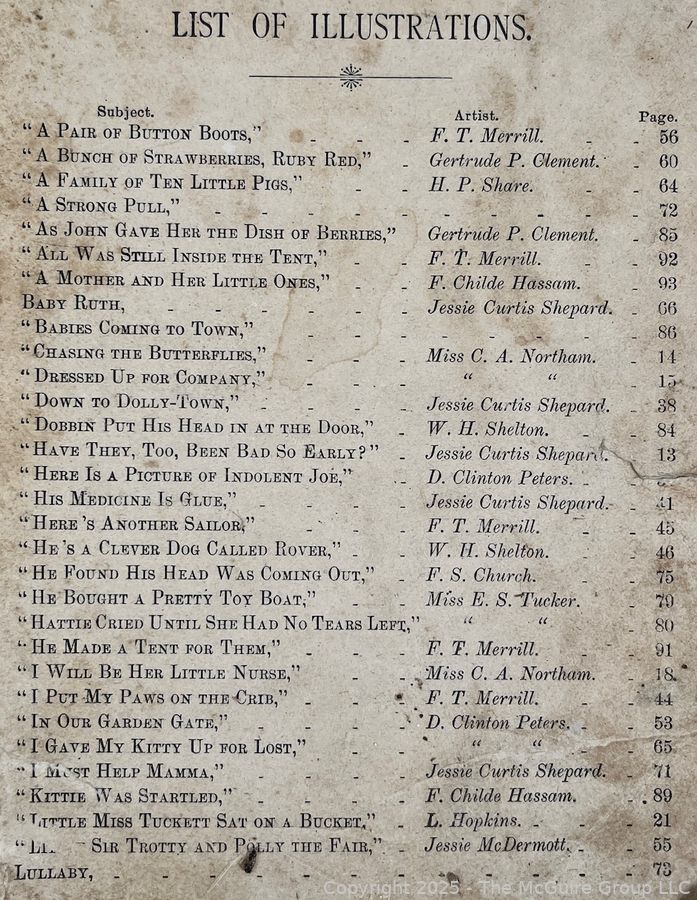 LIST OF ILLUSTRATIONS.
Subject. Artist. Page.
"A Pair of Button Boots," - - - F. T. Merrill. - - 56
"A Bunch of Strawberries, Ruby Red," - Gertrude P. Clement. - - 60
"A Family of Ten Little Pigs," - - H. P. Share. - - 64
"A Strong Pull," - - - - - - - - - - 72
"As John Gave Her the Dish of Berries," Gertrude P. Clement. - 85
"All Was Still Inside the Tent," - - F. T. Merrill. - - 92
"A Mother and Her Little Ones," - - F. Childe Hassam. - - 93
Baby Ruth, - - - - - - Jessie Curtis Shepard. - 66
"Babies Coming to Town," - - - - - - - - 86
"Chasing the Butterflies," - - - Miss C. A. Northam. - 14
"Dressed Up for Company," - - - " " - - 15
"Down to Dolly-Town," - - - - Jessie Curtis Shepard. - 38
"Dobbin Put His Head in at the Door," - W. H. Shelton. - - 84
"Have They, Too, Been Bad So Early?" - Jessie Curtis Shepard. - 13
"Here Is a Picture of Indolent Joe," - D. Clinton Peters. - -
"His Medicine Is Glue," - - - - Jessie Curtis Shepard. - 41
"Here's Another Sailor," - - - F. T. Merrill. - - 45
"He's a Clever Dog Called Rover," - - W. H. Shelton. - - 46
"He Found His Head Was Coming Out," - F. S. Church. - - 75
"He Bought a Pretty Toy Boat," - - Miss E. S. Tucker. - - 79
"Hattie Cried Until She Had No Tears Left," " " - - 80
"He Made a Tent for Them," - - - F. T. Merrill. - - 91
"I Will Be Her Little Nurse," - - Miss C. A. Northam. - 18
"I Put My Paws on the Crib," - - - F. T. Merrill. - - 44
"In Our Garden Gate," - - - - D. Clinton Peters. - - 53
"I Gave My Kitty Up for Lost," - - " " - - 65
"I Must Help Mamma," - - - - Jessie Curtis Shepard. - 71
"Kittie Was Startled," - - - - F. Childe Hassam. - - 89
"Little Miss Tuckett Sat on a Bucket," - L. Hopkins. - - - 21
Sir Trotty and Polly the Fair," - Jessie McDermott. - - 55
Lullaby, - - - - - - - - - - - - 73
Copyright 2025 - The McGuire Group LLC